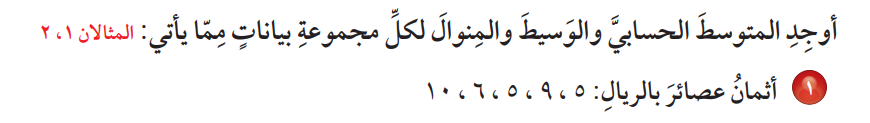 أوجِدِ المتوسطَ الحسابيَّ والوَسيطَ والمِنوالَ لكلِّ مجموعةِ بياناتٍ مِمّا يأتي: المثالان ١، ٢
١ أثمانُ عصائرَ بالريالِ: ٥ ، ٩ ، ٥ ، ٦ ، ١٠